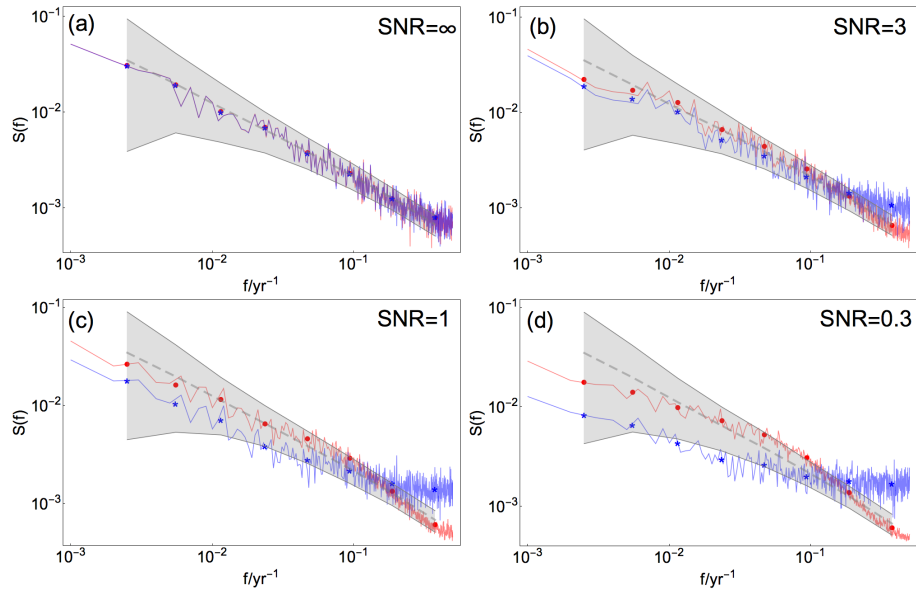 (a) SNR=∞
10⁻¹
10⁻²
10⁻³
S(f)
10⁻³ 10⁻² 10⁻¹
f/yr⁻¹
(b) SNR=3
10⁻¹
10⁻²
10⁻³
S(f)
10⁻³ 10⁻² 10⁻¹
f/yr⁻¹
(c) SNR=1
10⁻¹
10⁻²
10⁻³
S(f)
10⁻³ 10⁻² 10⁻¹
f/yr⁻¹
(d) SNR=0.3
10⁻¹
10⁻²
10⁻³
S(f)
10⁻³ 10⁻² 10⁻¹
f/yr⁻¹